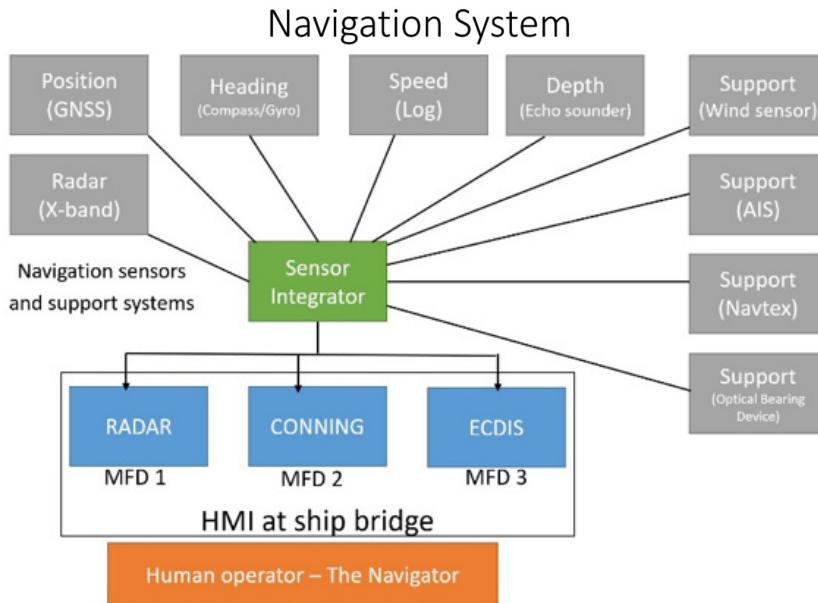 Navigation System
Position
(GNSS)
Heading
(Compass/Gyro)
Speed
(Log)
Depth
(Echo sounder)
Support
(Wind sensor)
Radar
(X-band)
Support
(AIS)
Navigation sensors
and support systems
Sensor
Integrator
Support
(Navtex)
Support
(Optical Bearing
Device)
RADAR
CONNING
ECDIS
MFD 1
MFD 2
MFD 3
HMI at ship bridge
Human operator – The Navigator